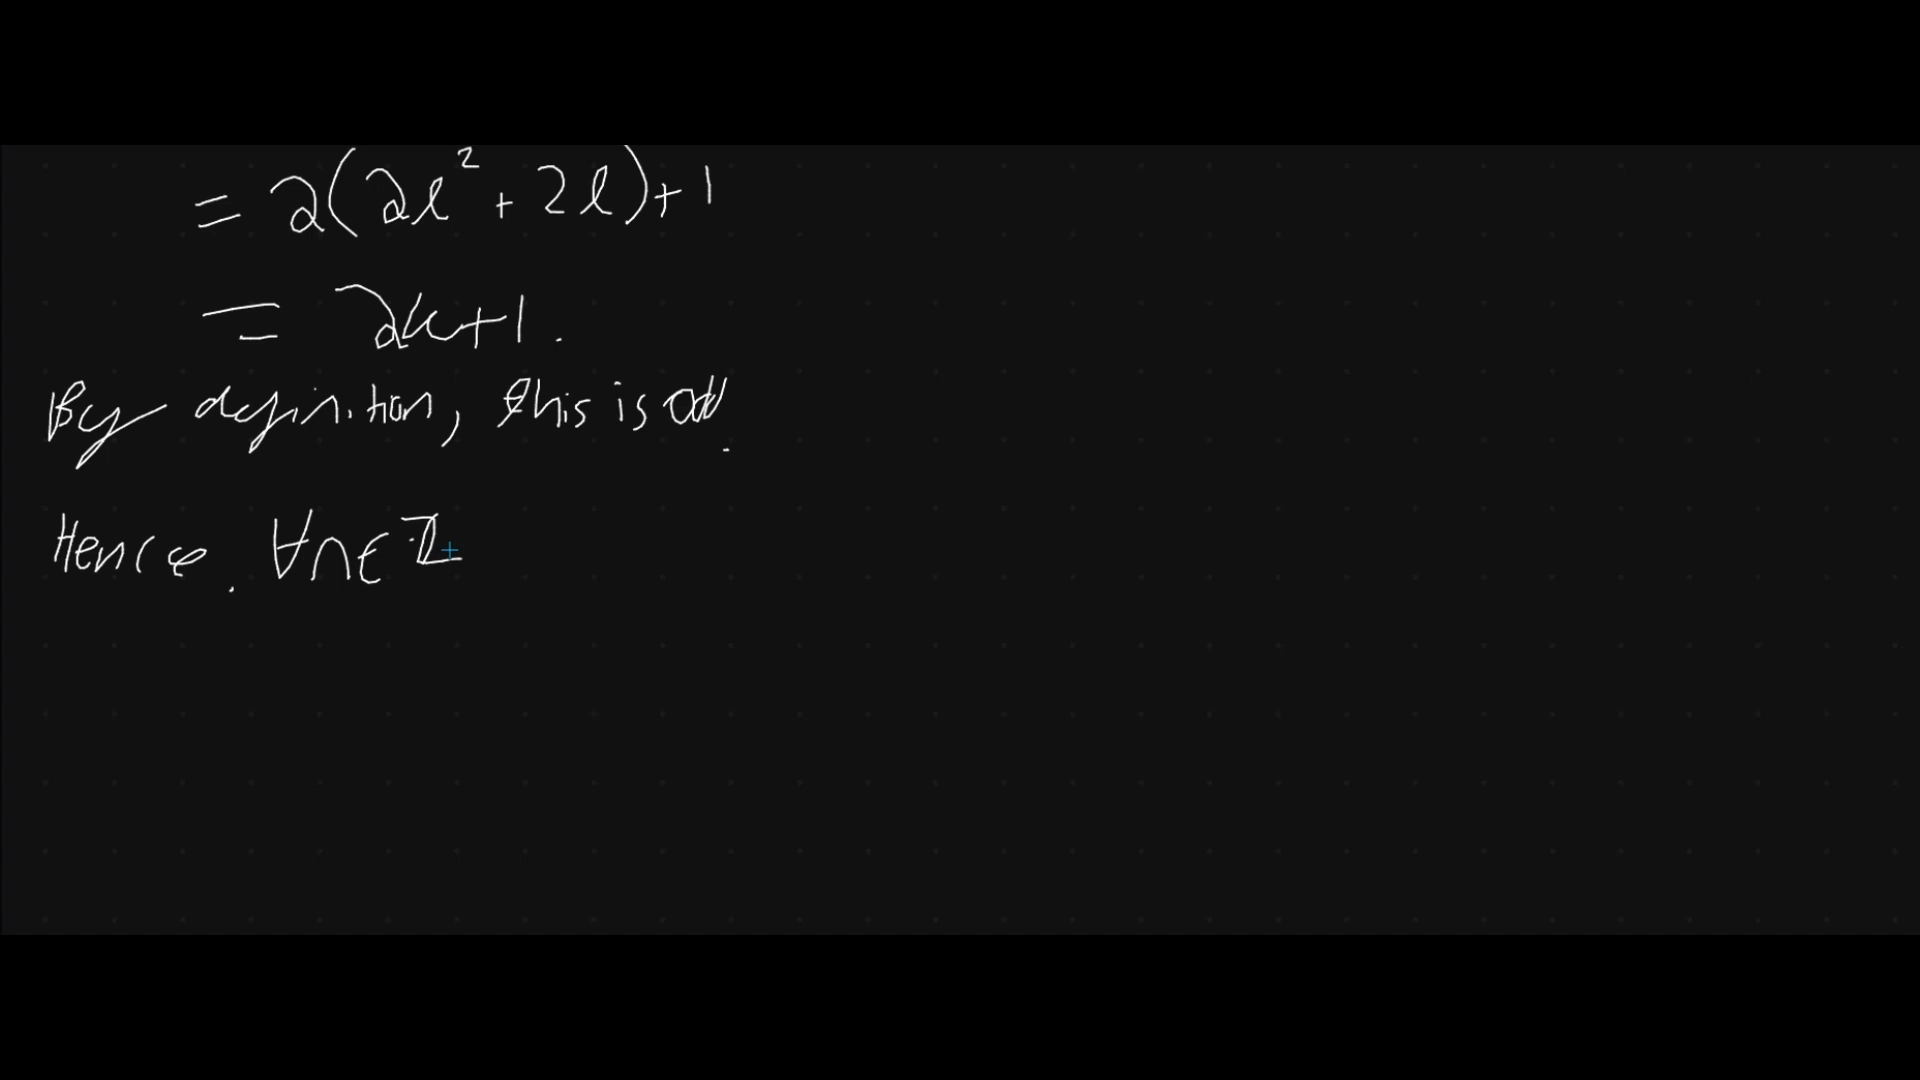 = 2(2l² + 2l) + 1
= 2k+1.
By definition, this is odd.
Hence. ∀n∈ℤ